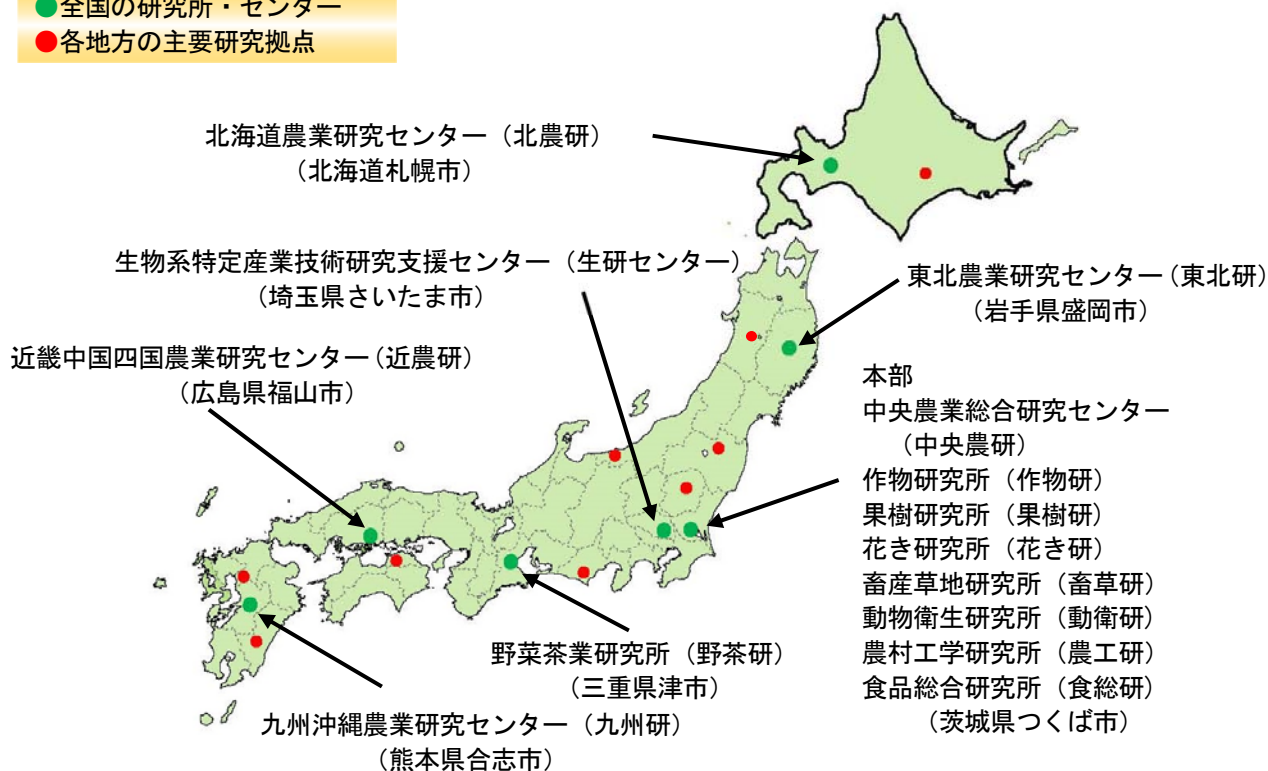 ●全国の研究所・センター
●各地方の主要研究拠点
北海道農業研究センター（北農研）
（北海道札幌市）
生物系特定産業技術研究支援センター（生研センター）
（埼玉県さいたま市）
東北農業研究センター（東北研）
（岩手県盛岡市）
近畿中国四国農業研究センター（近農研）
（広島県福山市）
本部
中央農業総合研究センター
（中央農研）
作物研究所（作物研）
果樹研究所（果樹研）
花き研究所（花き研）
畜産草地研究所（畜草研）
動物衛生研究所（動衛研）
農村工学研究所（農工研）
食品総合研究所（食総研）
（茨城県つくば市）
野菜茶業研究所（野茶研）
（三重県津市）
九州沖縄農業研究センター（九州研）
（熊本県合志市）